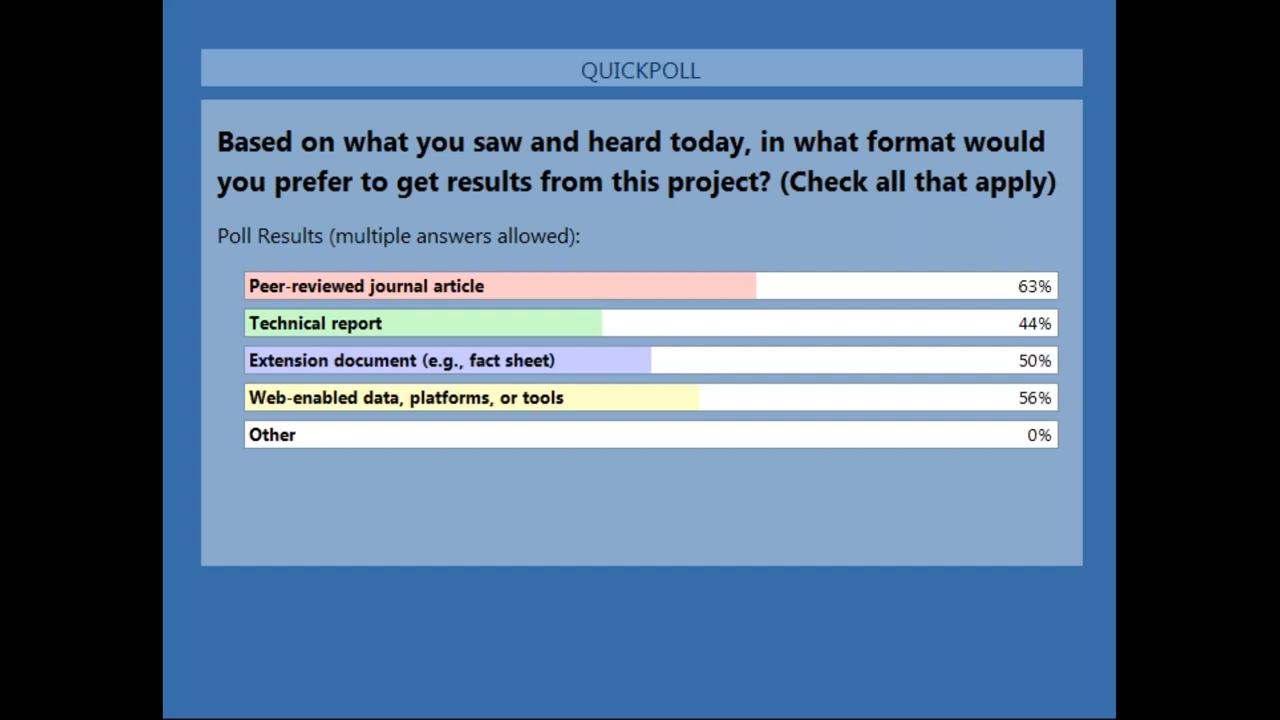 QUICKPOLL
Based on what you saw and heard today, in what format would
you prefer to get results from this project? (Check all that apply)
Poll Results (multiple answers allowed):
Peer-reviewed journal article 63%
Technical report 44%
Extension document (e.g., fact sheet) 50%
Web-enabled data, platforms, or tools 56%
Other 0%